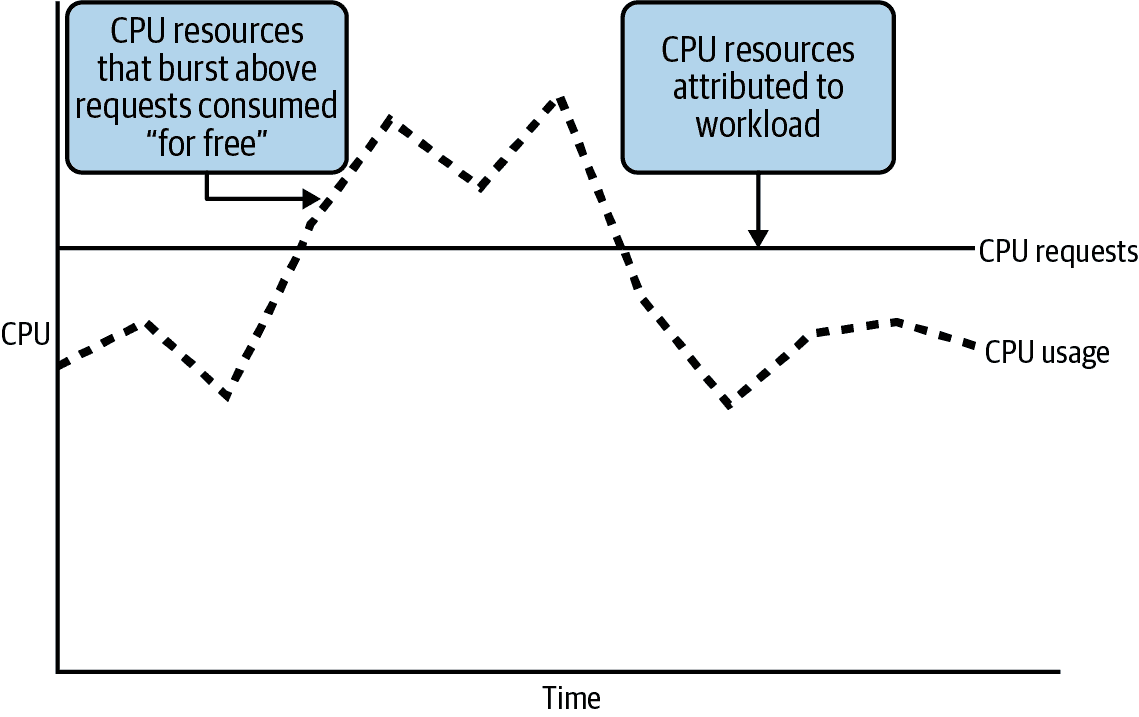 CPU resources
that burst above
requests consumed
“for free”
CPU resources
attributed to
workload
CPU requests
CPU
CPU usage
Time